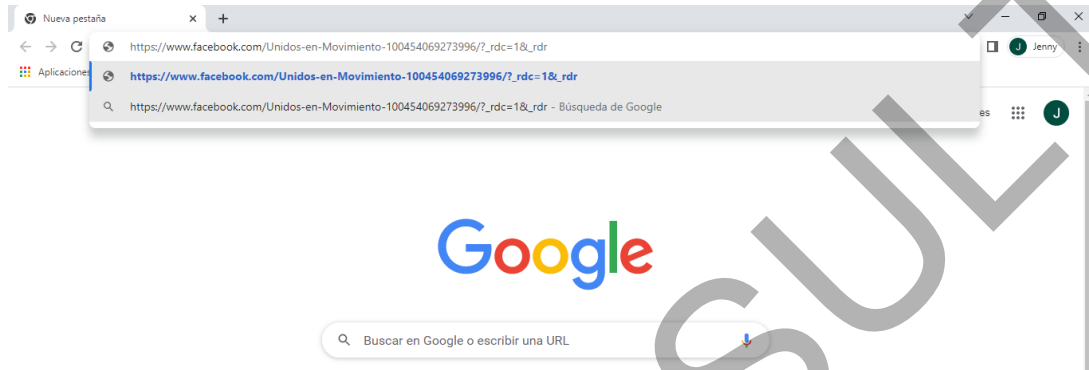 Nueva pestaña
https://www.facebook.com/Unidos-en-Movimiento-100454069273996/?_rdc=1&_rdr
J Jenny
Aplicaciones
https://www.facebook.com/Unidos-en-Movimiento-100454069273996/?_rdc=1&_rdr
https://www.facebook.com/Unidos-en-Movimiento-100454069273996/?_rdc=1&_rdr - Búsqueda de Google
es
J
Google
Buscar en Google o escribir una URL
SULT